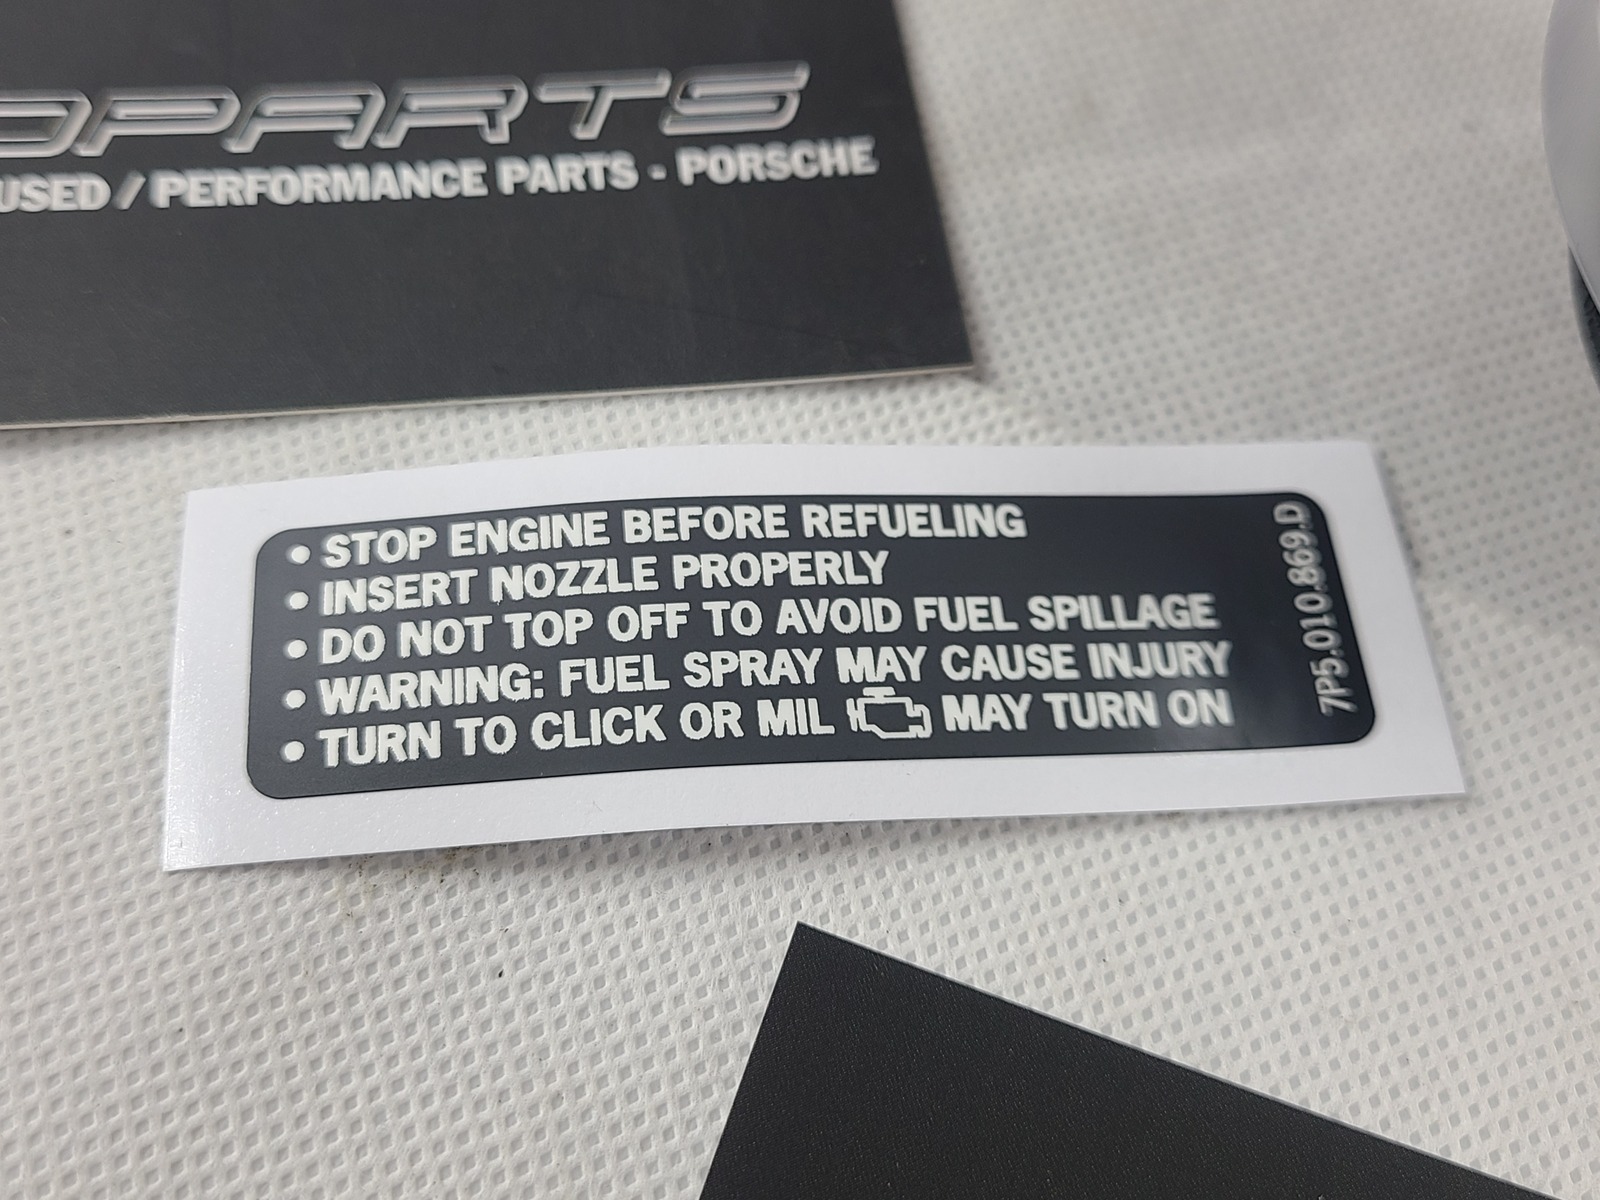 OPARTS
USED / PERFORMANCE PARTS - PORSCHE
• STOP ENGINE BEFORE REFUELING
• INSERT NOZZLE PROPERLY
• DO NOT TOP OFF TO AVOID FUEL SPILLAGE
• WARNING: FUEL SPRAY MAY CAUSE INJURY
• TURN TO CLICK OR MIL MAY TURN ON
7P5.010.869.D